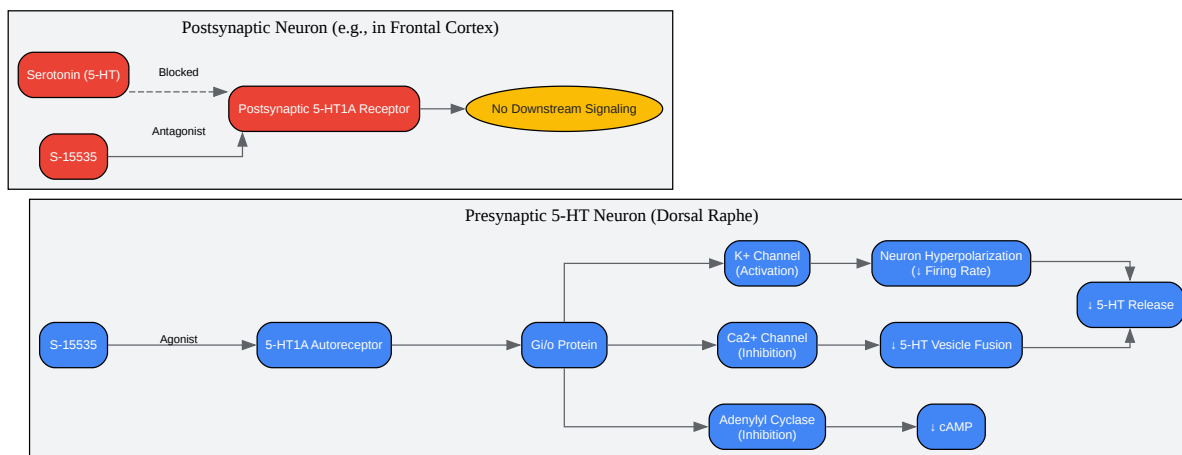 Postsynaptic Neuron (e.g., in Frontal Cortex)
Serotonin (5-HT)
Blocked
Postsynaptic 5-HT1A Receptor
No Downstream Signaling
Antagonist
S-15535
Presynaptic 5-HT Neuron (Dorsal Raphe)
K+ Channel
(Activation)
Neuron Hyperpolarization
(↓ Firing Rate)
↓ 5-HT Release
S-15535
Agonist
5-HT1A Autoreceptor
Gi/o Protein
Ca2+ Channel
(Inhibition)
↓ 5-HT Vesicle Fusion
Adenylyl Cyclase
(Inhibition)
↓ cAMP